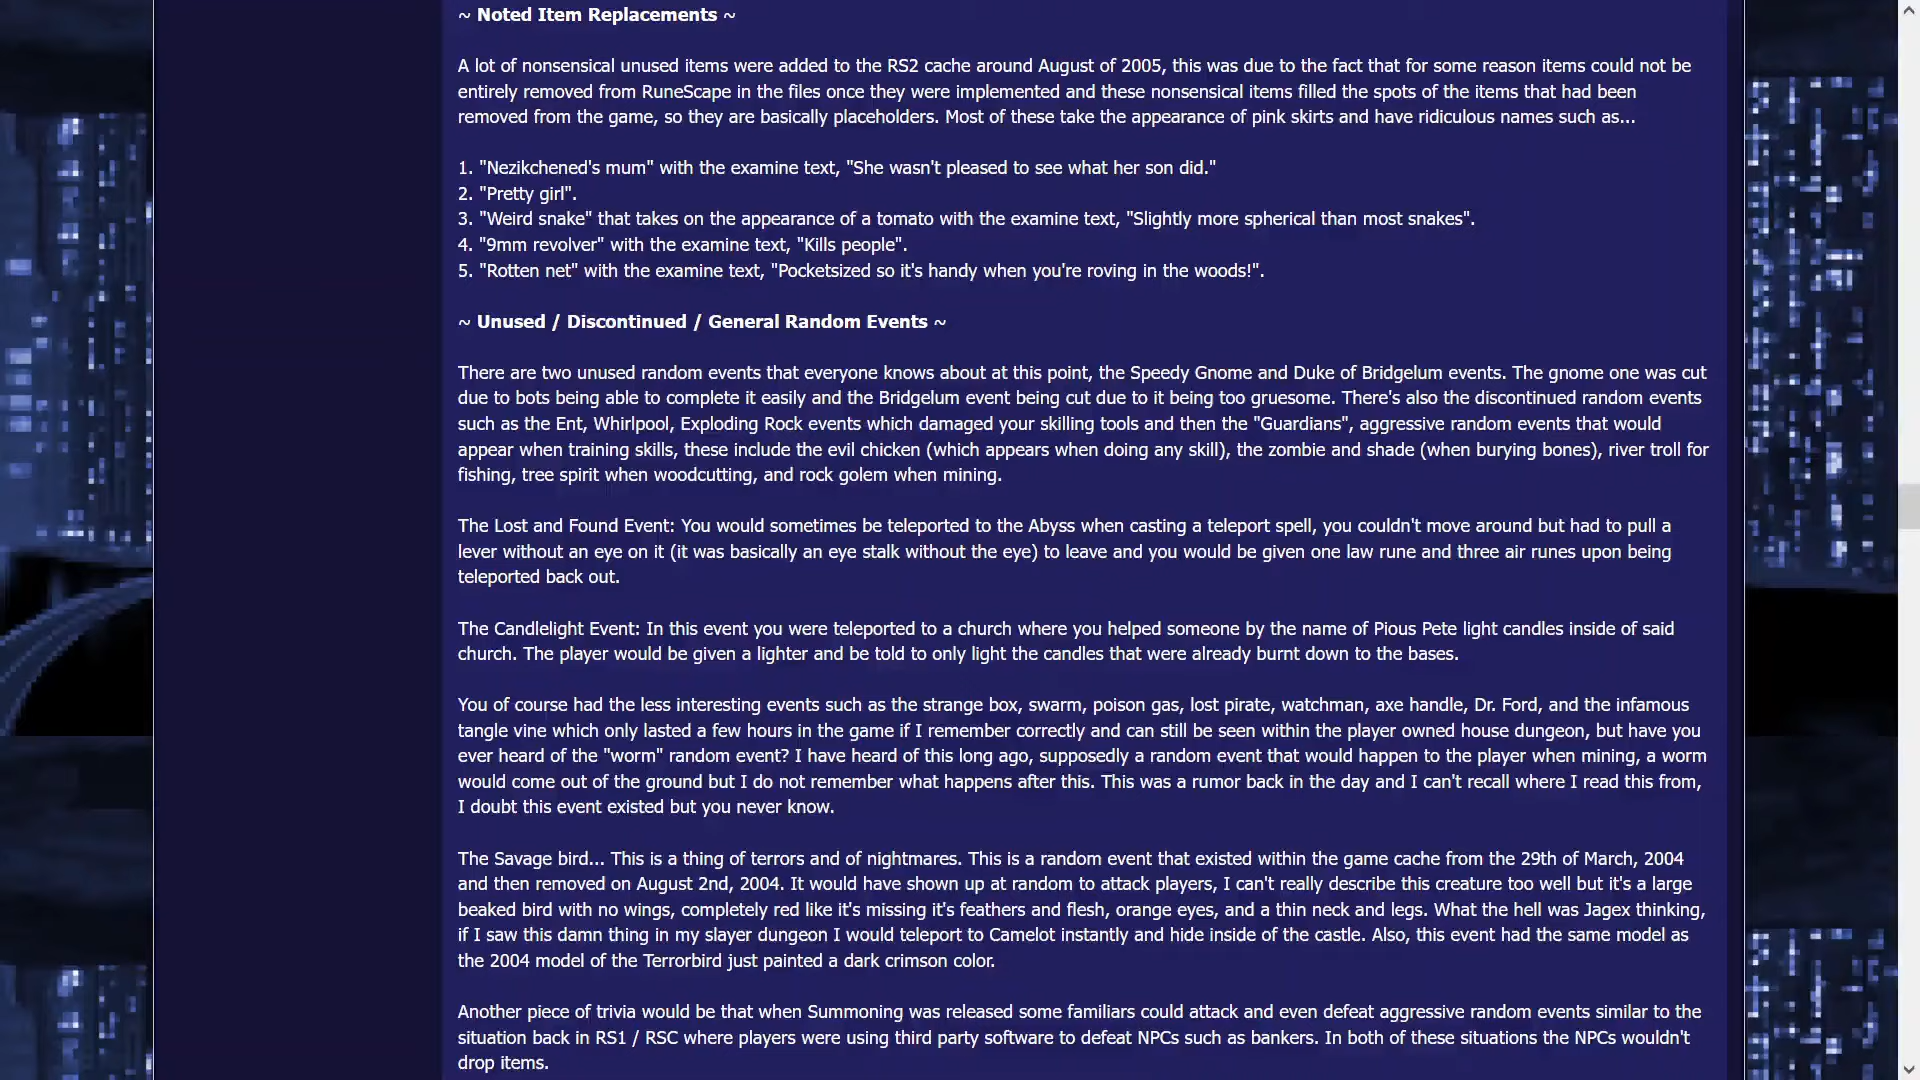 ~ Noted Item Replacements ~
A lot of nonsensical unused items were added to the RS2 cache around August of 2005, this was due to the fact that for some reason items could not be
entirely removed from RuneScape in the files once they were implemented and these nonsensical items filled the spots of the items that had been
removed from the game, so they are basically placeholders. Most of these take the appearance of pink skirts and have ridiculous names such as...
1. "Nezikchened's mum" with the examine text, "She wasn't pleased to see what her son did."
2. "Pretty girl".
3. "Weird snake" that takes on the appearance of a tomato with the examine text, "Slightly more spherical than most snakes".
4. "9mm revolver" with the examine text, "Kills people".
5. "Rotten net" with the examine text, "Pocketsized so it's handy when you're roving in the woods!".
~ Unused / Discontinued / General Random Events ~
There are two unused random events that everyone knows about at this point, the Speedy Gnome and Duke of Bridgelum events. The gnome one was cut
due to bots being able to complete it easily and the Bridgelum event being cut due to it being too gruesome. There's also the discontinued random events
such as the Ent, Whirlpool, Exploding Rock events which damaged your skilling tools and then the "Guardians", aggressive random events that would
appear when training skills, these include the evil chicken (which appears when doing any skill), the zombie and shade (when burying bones), river troll for
fishing, tree spirit when woodcutting, and rock golem when mining.
The Lost and Found Event: You would sometimes be teleported to the Abyss when casting a teleport spell, you couldn't move around but had to pull a
lever without an eye on it (it was basically an eye stalk without the eye) to leave and you would be given one law rune and three air runes upon being
teleported back out.
The Candlelight Event: In this event you were teleported to a church where you helped someone by the name of Pious Pete light candles inside of said
church. The player would be given a lighter and be told to only light the candles that were already burnt down to the bases.
You of course had the less interesting events such as the strange box, swarm, poison gas, lost pirate, watchman, axe handle, Dr. Ford, and the infamous
tangle vine which only lasted a few hours in the game if I remember correctly and can still be seen within the player owned house dungeon, but have you
ever heard of the "worm" random event? I have heard of this long ago, supposedly a random event that would happen to the player when mining, a worm
would come out of the ground but I do not remember what happens after this. This was a rumor back in the day and I can't recall where I read this from,
I doubt this event existed but you never know.
The Savage bird... This is a thing of terrors and of nightmares. This is a random event that existed within the game cache from the 29th of March, 2004
and then removed on August 2nd, 2004. It would have shown up at random to attack players, I can't really describe this creature too well but it's a large
beaked bird with no wings, completely red like it's missing it's feathers and flesh, orange eyes, and a thin neck and legs. What the hell was Jagex thinking,
if I saw this damn thing in my slayer dungeon I would teleport to Camelot instantly and hide inside of the castle. Also, this event had the same model as
the 2004 model of the Terrorbird just painted a dark crimson color.
Another piece of trivia would be that when Summoning was released some familiars could attack and even defeat aggressive random events similar to the
situation back in RS1 / RSC where players were using third party software to defeat NPCs such as bankers. In both of these situations the NPCs wouldn't
drop items.